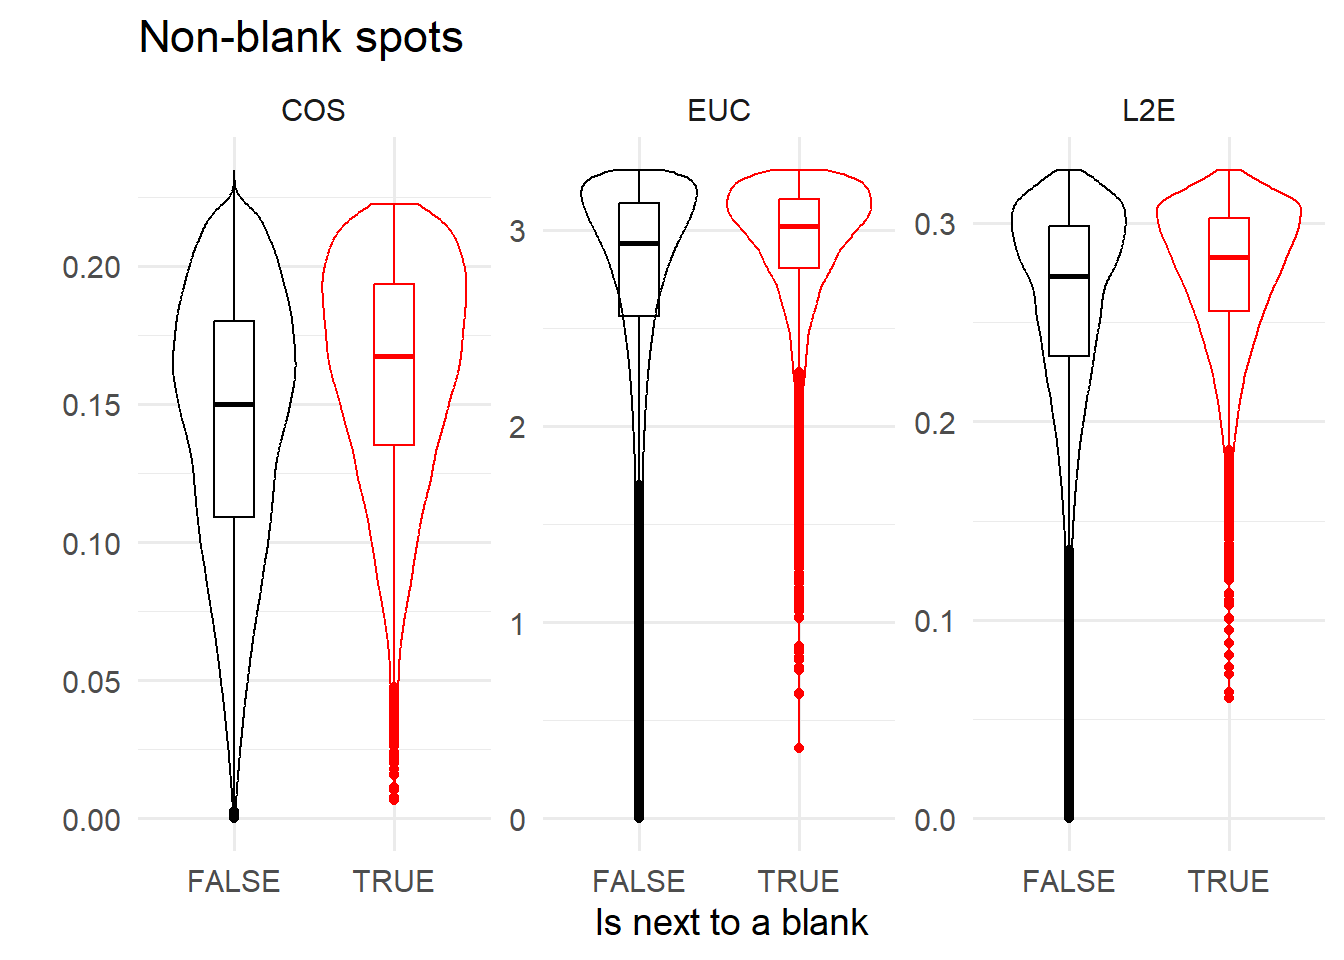 Non-blank spots
COS
EUC
L2E
0.20
0.15
0.10
0.05
0.00
3
2
1
0
0.3
0.2
0.1
0.0
FALSE
TRUE
FALSE
TRUE
FALSE
TRUE
Is next to a blank